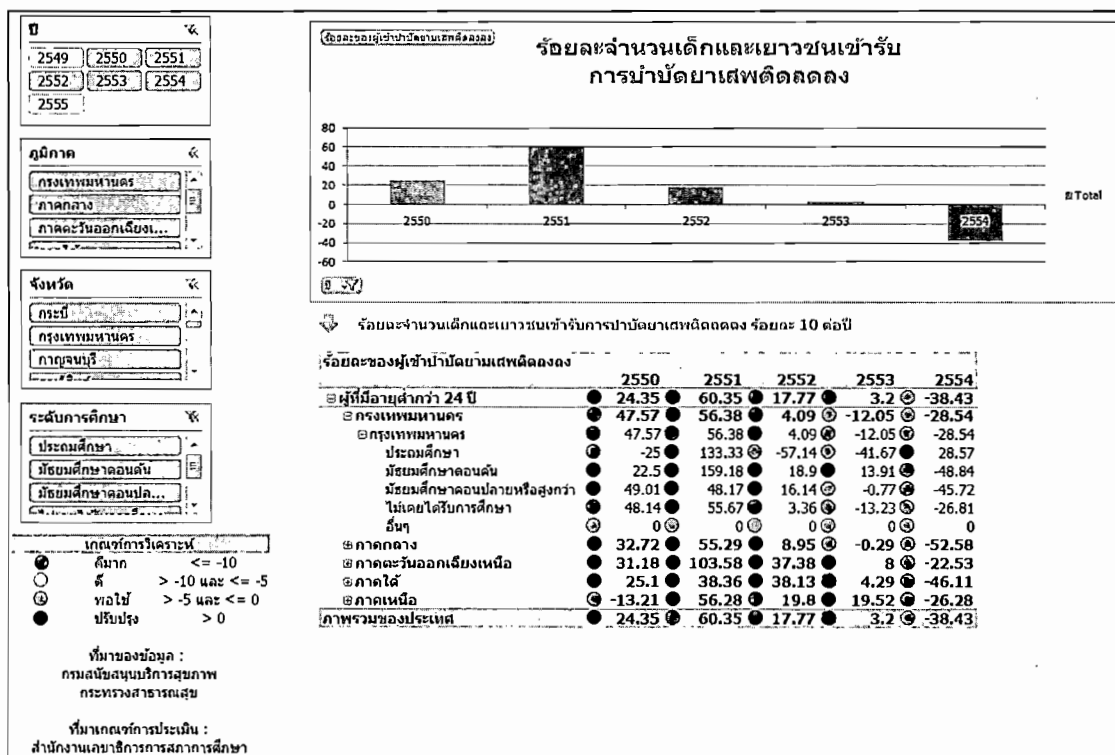 ปี
2549 2550 2551
2552 2553 2554
2555
ภูมิภาค
กรุงเทพมหานคร
ภาคกลาง
ภาคตะวันออกเฉียงเ...
จังหวัด
กระบี่
กรุงเทพมหานคร
กาญจนบุรี
ระดับการศึกษา
ประถมศึกษา
มัธยมศึกษาตอนต้น
มัธยมศึกษาตอนปล...
เกณฑ์การวิเคราะห์
ดีมาก <= -10
ดี > -10 และ <= -5
พอใช้ > -5 และ <= 0
ปรับปรุง > 0
ที่มาของข้อมูล :
กรมสนับสนุนบริการสุขภาพ
กระทรวงสาธารณสุข
ที่มาเกณฑ์การประเมิน :
สำนักงานเลขาธิการการสภาการศึกษา
ร้อยละของผู้เข้าบำบัดยาเสพติดลดลง
ร้อยละจำนวนเด็กและเยาวชนเข้ารับ
การบำบัดยาเสพติดลดลง
80
60
40
20
0
-20
-40
-60
2550 2551 2552 2553 2554
Total
ปี
ร้อยละจำนวนเด็กและเยาวชนเข้ารับการบำบัดยาเสพติดลดลง ร้อยละ 10 ต่อปี
ร้อยละของผู้เข้าบำบัดยามเสพติดลงลง
2550 2551 2552 2553 2554
ผู้ที่มีอายุต่ำกว่า 24 ปี 24.35 60.35 17.77 3.2 -38.43
กรุงเทพมหานคร 47.57 56.38 4.09 -12.05 -28.54
กรุงเทพมหานคร 47.57 56.38 4.09 -12.05 -28.54
ประถมศึกษา -25 133.33 -57.14 -41.67 28.57
มัธยมศึกษาตอนต้น 22.5 159.18 18.9 13.91 -48.84
มัธยมศึกษาตอนปลายหรือสูงกว่า 49.01 48.17 16.14 -0.77 -45.72
ไม่เคยได้รับการศึกษา 48.14 55.67 3.36 -13.23 -26.81
อื่นๆ 0 0 0 0 0
ภาคกลาง 32.72 55.29 8.95 -0.29 -52.58
ภาคตะวันออกเฉียงเหนือ 31.18 103.58 37.38 8 -22.53
ภาคใต้ 25.1 38.36 38.13 4.29 -46.11
ภาคเหนือ -13.21 56.28 19.8 19.52 -26.28
ภาพรวมของประเทศ 24.35 60.35 17.77 3.2 -38.43